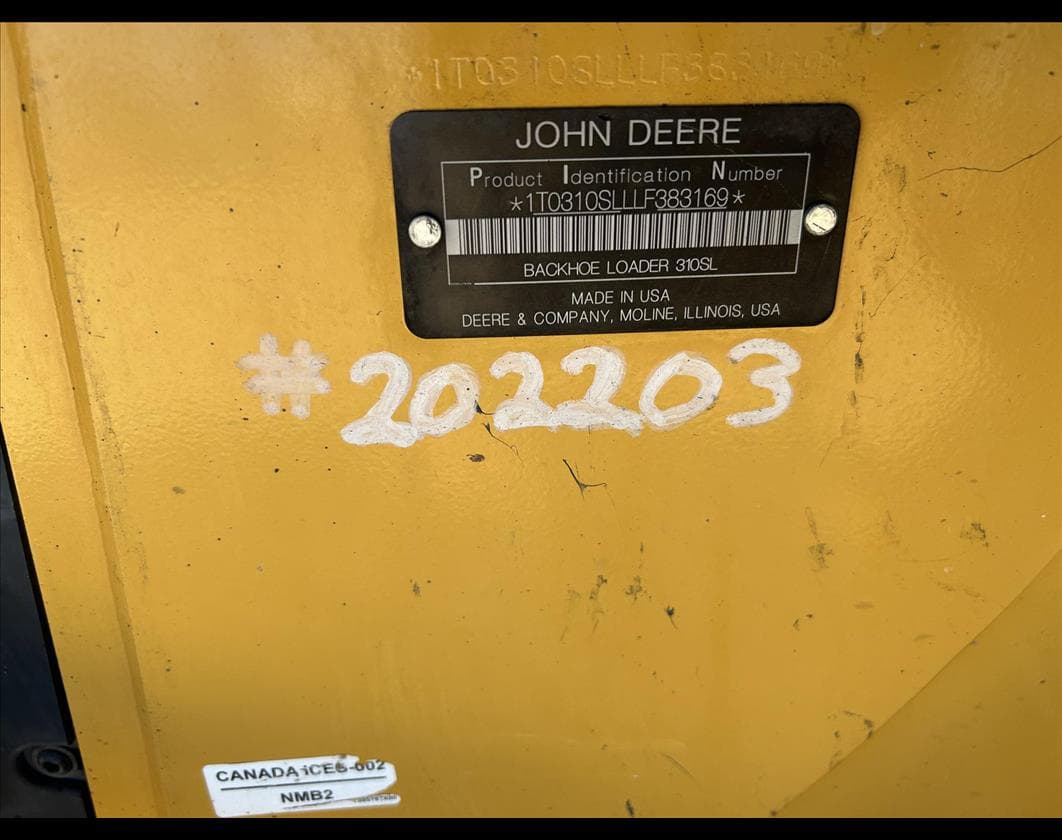 *1T0310SLLLF383169*
JOHN DEERE
Product Identification Number
*1T0310SLLLF383169*
BACKHOE LOADER 310SL
MADE IN USA
DEERE & COMPANY, MOLINE, ILLINOIS, USA
#202203
CANADA ICES-002
NMB2